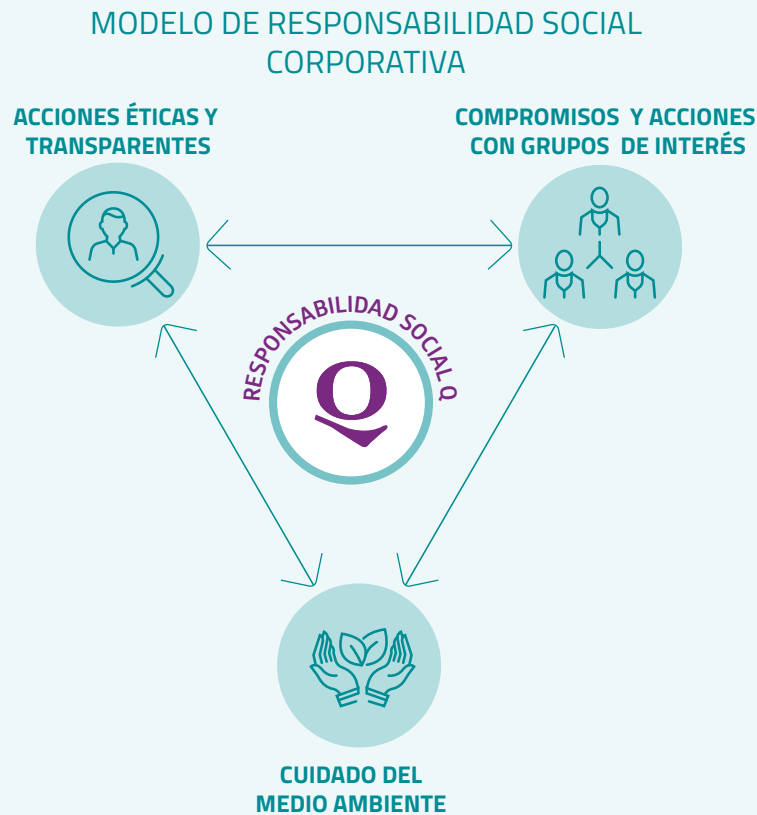 MODELO DE RESPONSABILIDAD SOCIAL
CORPORATIVA
ACCIONES ÉTICAS Y
TRANSPARENTES
COMPROMISOS Y ACCIONES
CON GRUPOS DE INTERÉS
RESPONSABILIDAD SOCIAL Q
Q
CUIDADO DEL
MEDIO AMBIENTE